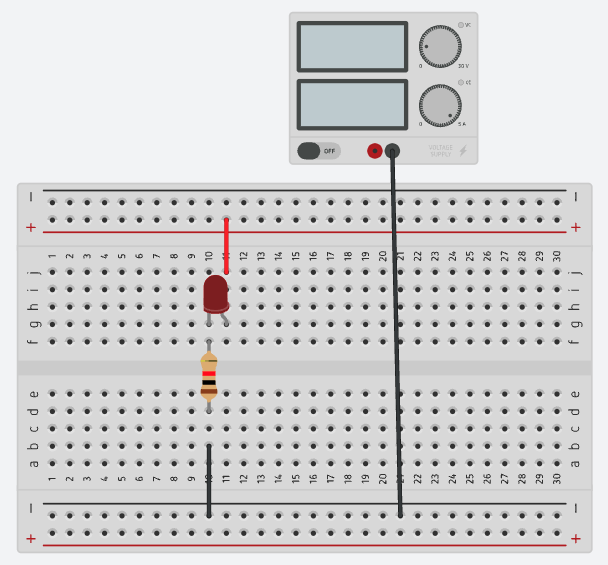 VC
0 30 V
CC
0 5 A
OFF
VOLTAGE
SUPPLY
− −
+ +
1 2 3 4 5 6 7 8 9 10 11 12 13 14 15 16 17 18 19 20 21 22 23 24 25 26 27 28 29 30
j j
i i
h h
g g
f f
e e
d d
c c
b b
a a
1 2 3 4 5 6 7 8 9 10 11 12 13 14 15 16 17 18 19 20 21 22 23 24 25 26 27 28 29 30
− −
+ +